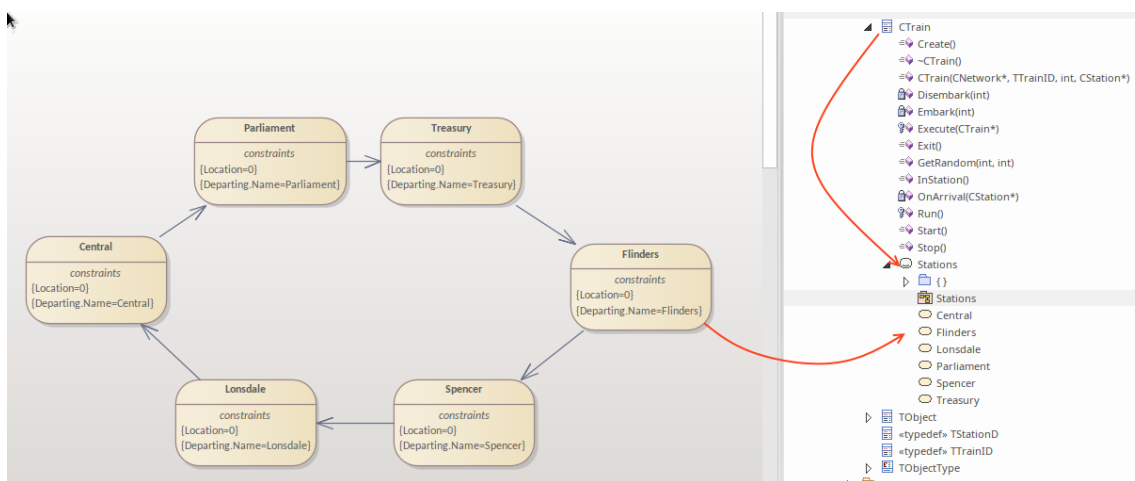 Parliament
constraints
{Location=0}
{Departing.Name=Parliament}
Treasury
constraints
{Location=0}
{Departing.Name=Treasury}
Central
constraints
{Location=0}
{Departing.Name=Central}
Flinders
constraints
{Location=0}
{Departing.Name=Flinders}
Lonsdale
constraints
{Location=0}
{Departing.Name=Lonsdale}
Spencer
constraints
{Location=0}
{Departing.Name=Spencer}
CTrain
Create()
~CTrain()
CTrain(CNetwork*, TTrainID, int, CStation*)
Disembark(int)
Embark(int)
Execute(CTrain*)
Exit()
GetRandom(int, int)
InStation()
OnArrival(CStation*)
Run()
Start()
Stop()
Stations
{ }
Stations
Central
Flinders
Lonsdale
Parliament
Spencer
Treasury
TObject
«typedef» TStationD
«typedef» TTrainID
TObjectType